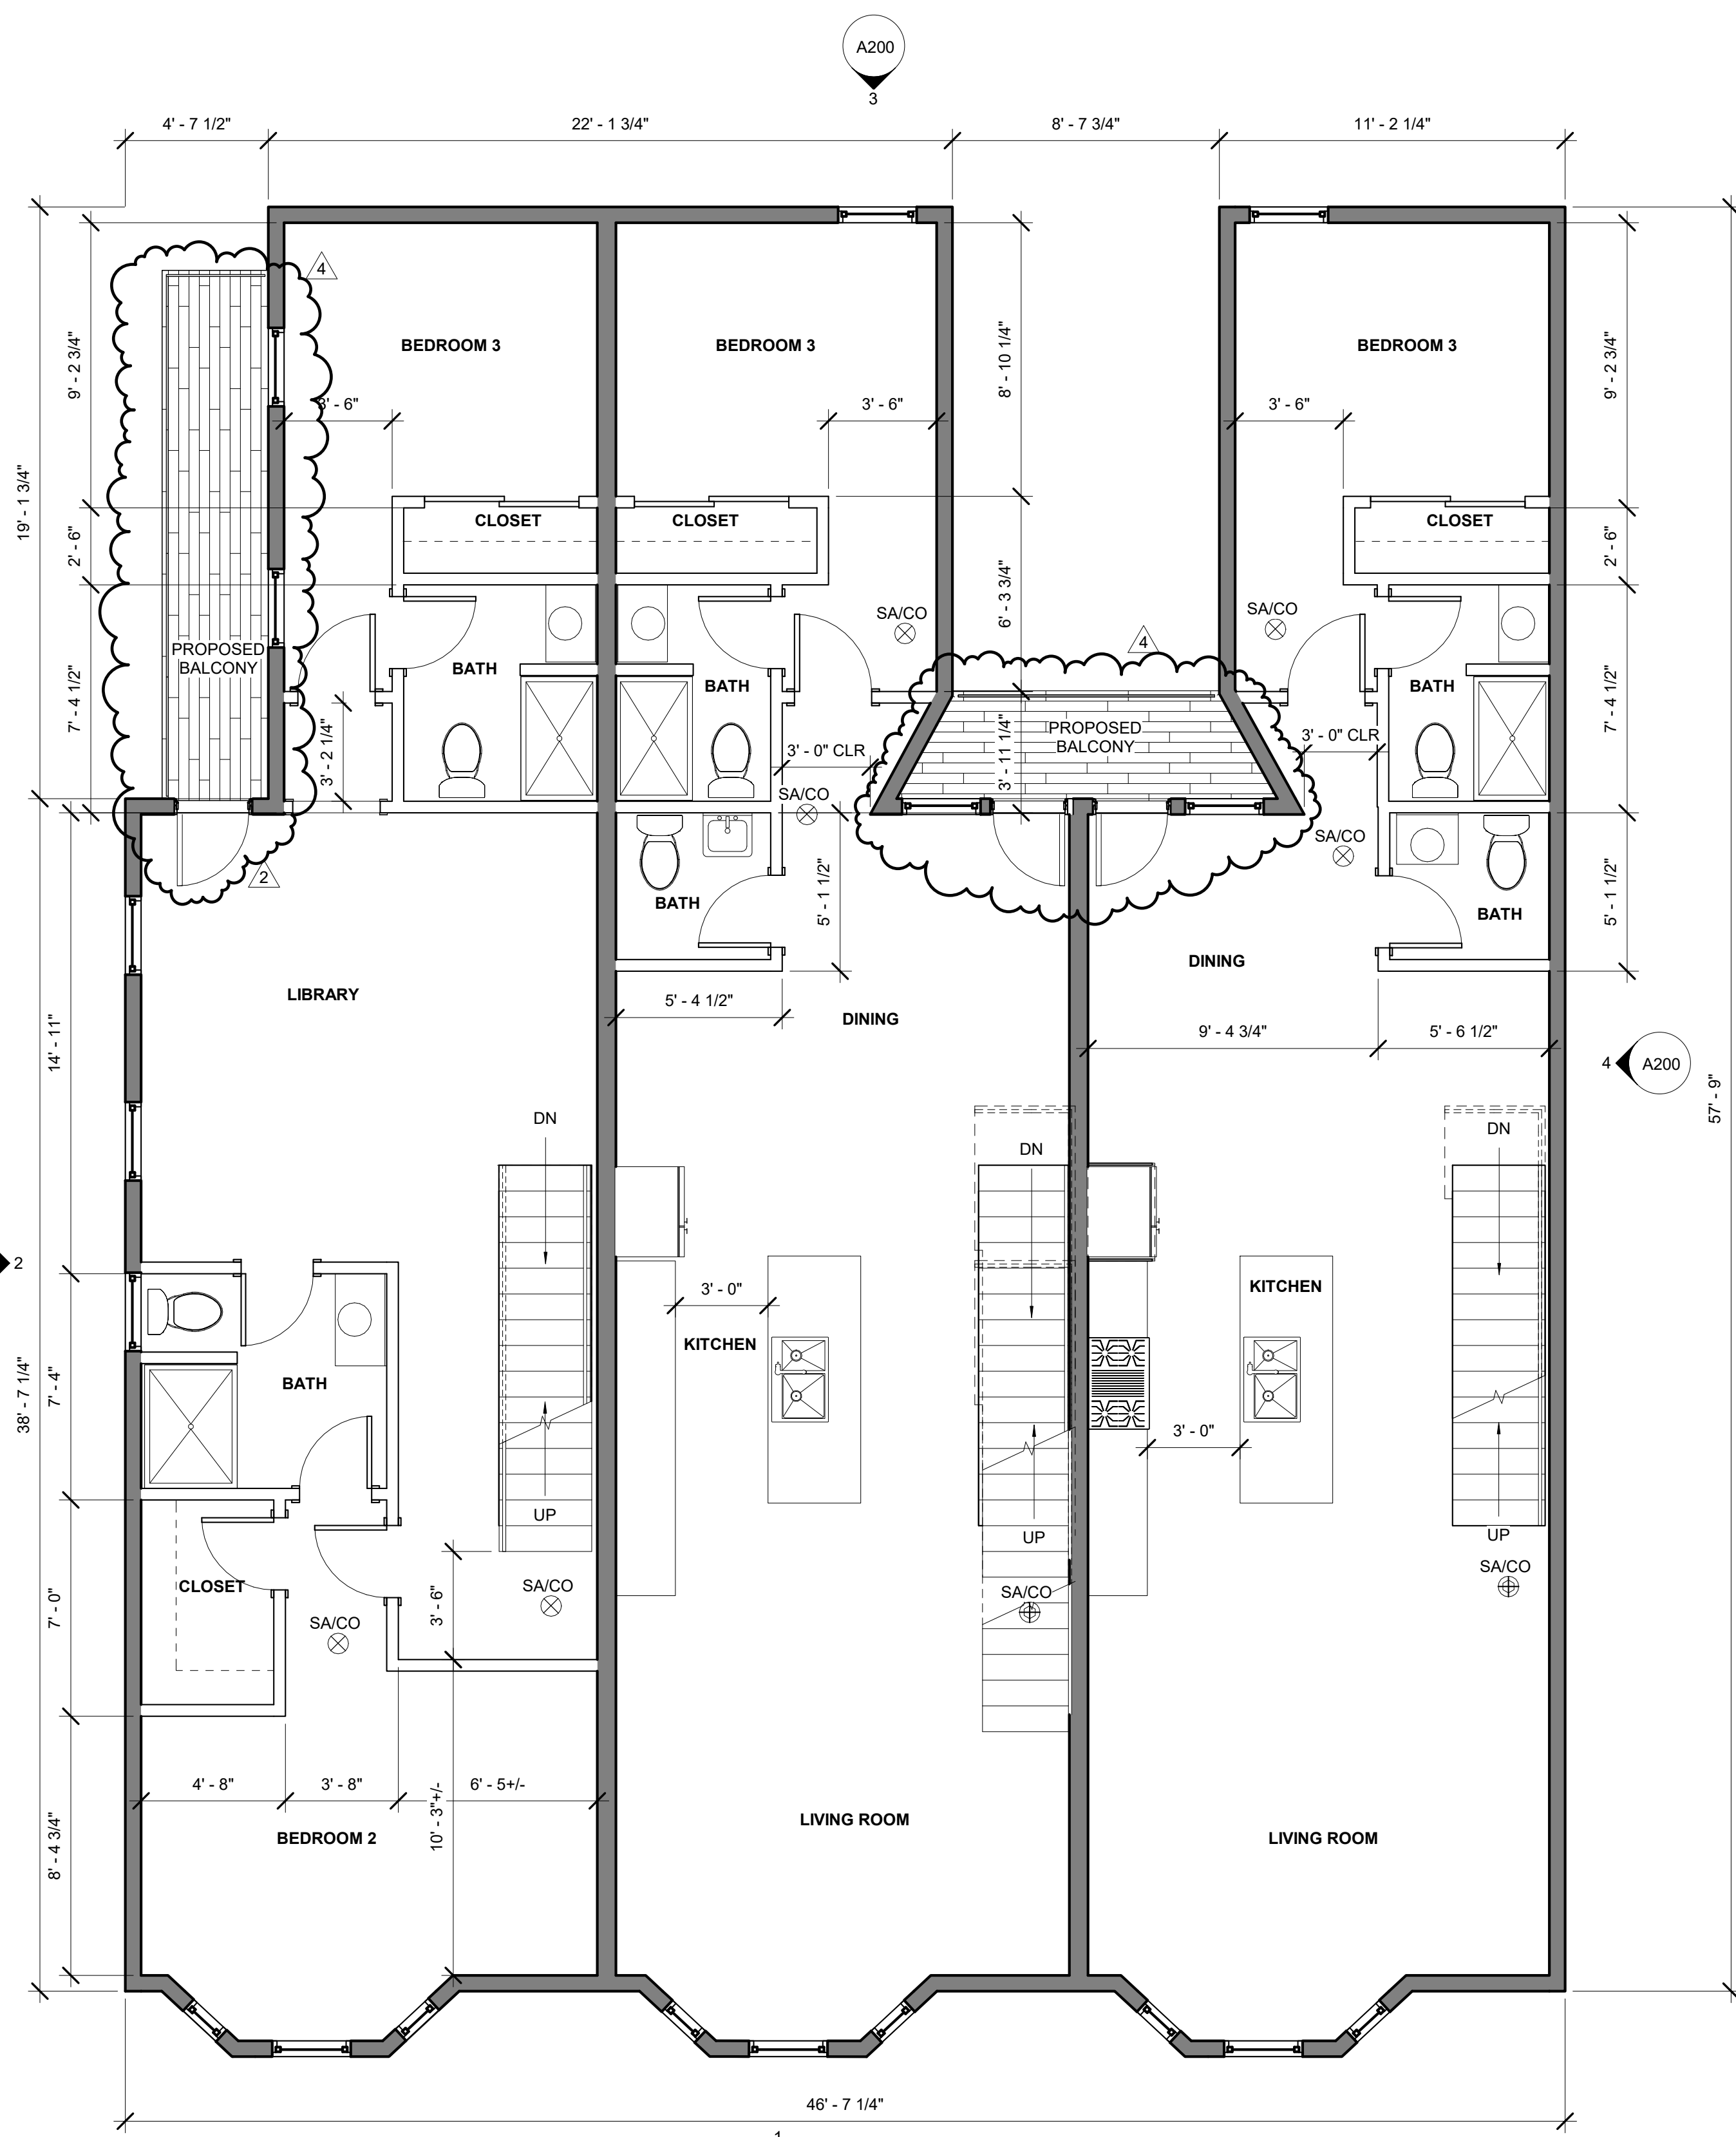 A200
3
4' - 7 1/2"
22' - 1 3/4"
8' - 7 3/4"
11' - 2 1/4"
4
BEDROOM 3
BEDROOM 3
BEDROOM 3
9' - 2 3/4"
8' - 10 1/4"
9' - 2 3/4"
3' - 6"
3' - 6"
3' - 6"
19' - 1 3/4"
CLOSET
CLOSET
CLOSET
2' - 6"
2' - 6"
6' - 3 3/4"
SA/CO
SA/CO
4
PROPOSED
BALCONY
BATH
BATH
BATH
7' - 4 1/2"
7' - 4 1/2"
3' - 2 1/4"
3' - 0" CLR
3' - 11 1/4"
PROPOSED
BALCONY
3' - 0" CLR
SA/CO
SA/CO
2
BATH
5' - 1 1/2"
BATH
5' - 1 1/2"
LIBRARY
5' - 4 1/2"
DINING
DINING
9' - 4 3/4"
5' - 6 1/2"
14' - 11"
4
A200
57' - 9"
DN
DN
DN
2
3' - 0"
KITCHEN
KITCHEN
BATH
7' - 4"
38' - 7 1/4"
3' - 0"
UP
UP
UP
CLOSET
SA/CO
SA/CO
SA/CO
SA/CO
7' - 0"
3' - 6"
4' - 8"
3' - 8"
6' - 5+/-
10' - 3"+/-
BEDROOM 2
LIVING ROOM
LIVING ROOM
8' - 4 3/4"
46' - 7 1/4"
1